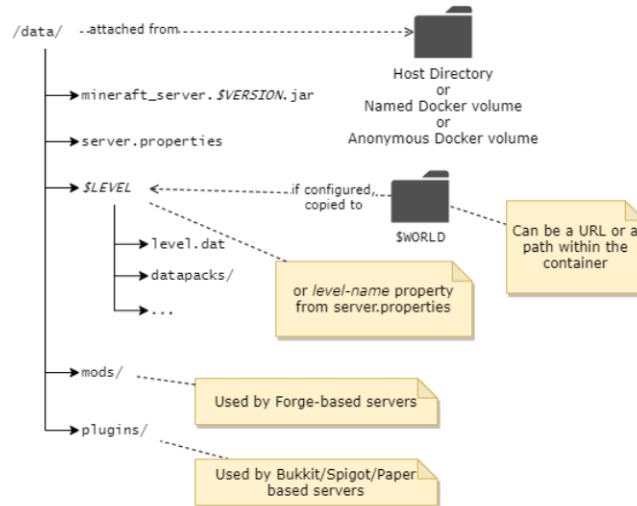 /data/
attached from
Host Directory
or
Named Docker volume
or
Anonymous Docker volume
mineraft_server.$VERSION.jar
server.properties
$LEVEL
if configured,
copied to
$WORLD
Can be a URL or a
path within the
container
level.dat
datapacks/
...
or level-name property
from server.properties
mods/
Used by Forge-based servers
plugins/
Used by Bukkit/Spigot/Paper
based servers